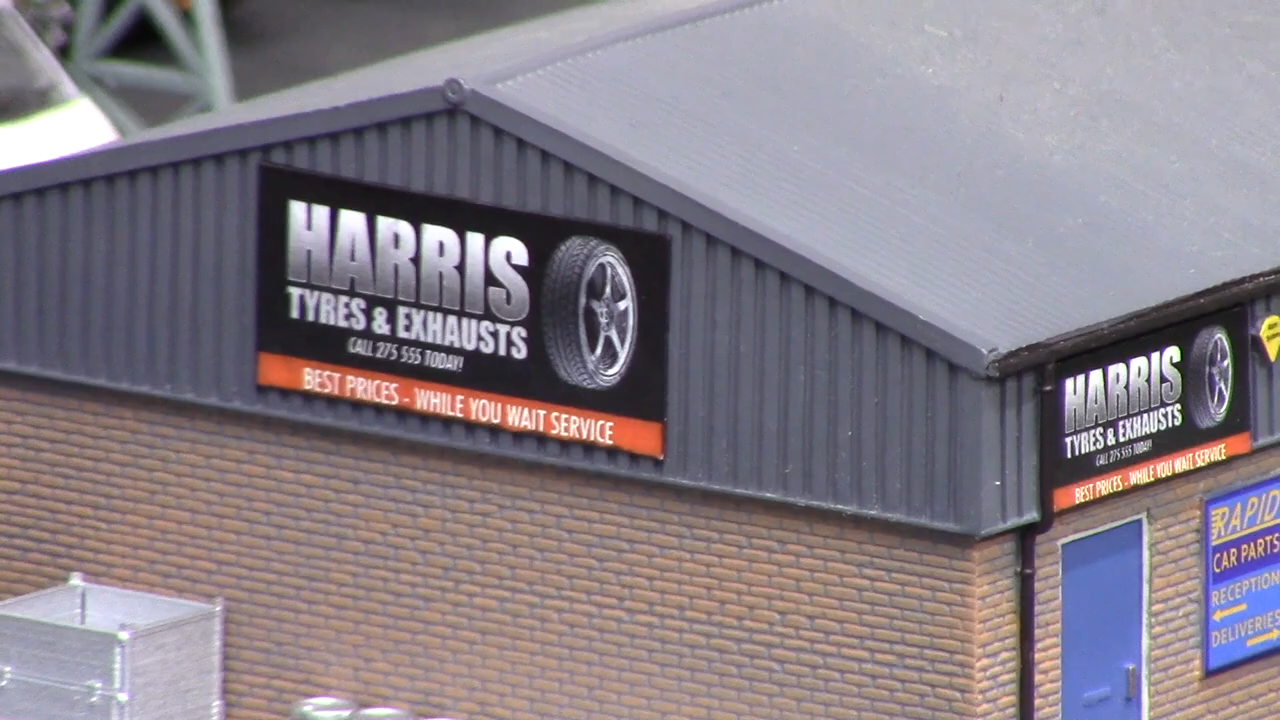 HARRIS
TYRES & EXHAUSTS
CALL 275 555 TODAY!
BEST PRICES - WHILE YOU WAIT SERVICE
HARRIS
TYRES & EXHAUSTS
CALL 275 555 TODAY!
BEST PRICES - WHILE YOU WAIT SERVICE
RAPID
CAR PARTS
RECEPTION
DELIVERIES